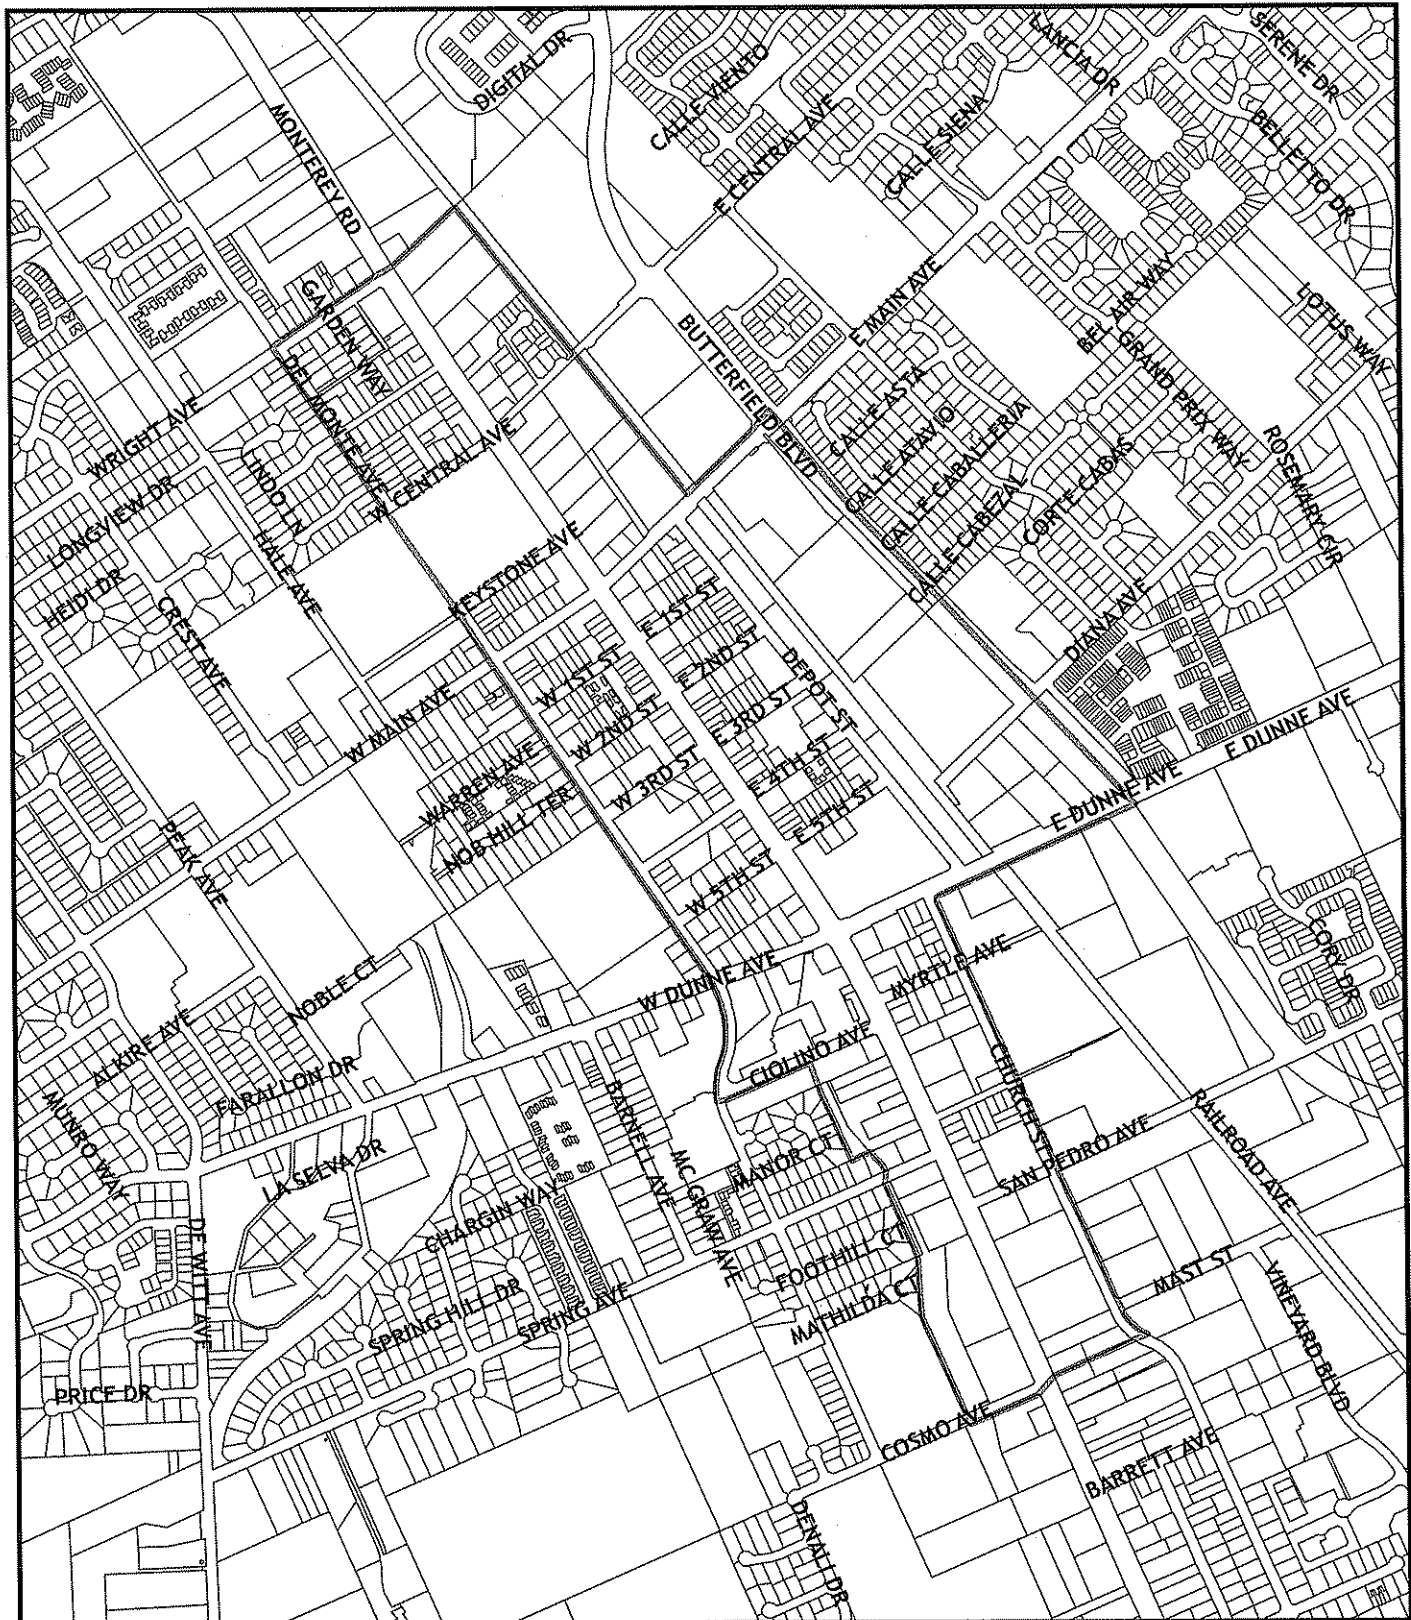 DIGITAL DR
CALLE VIENTO
LANCIA DR
SERENE DR
MONTEREY RD
E CENTRAL AVE
CALLE SIENA
BELLETTO DR
GARDEN WAY
E MAIN AVE
BEL AIR WAY
LOTUS WAY
BUTTERFIELD BLVD
GRAND PRIX WAY
DEL MONTE AVE
WRIGHT AVE
CALLE ASTA
CALLE ATAVIO
CALLE CABALLERIA
ROSEMARY CIR
LONGVIEW DR
LINDO LN
W CENTRAL AVE
CALLE CABEZAL
CORTE CABAS
HEIDI DR
HALE AVE
KEYSTONE AVE
CREST AVE
E 1ST ST
DIANA AVE
W 1ST ST
E 2ND ST
DEPOT ST
W MAIN AVE
W 2ND ST
E 3RD ST
E DUNNE AVE
WARREN AVE
W 3RD ST
E 4TH ST
E DUNNE AVE
NOB HILL TER
E 5TH ST
PEAK AVE
W 5TH ST
CORY DR
NOBLE CT
W DUNNE AVE
MYRTLE AVE
ALKIRE AVE
CIOLINO AVE
FARALLON DR
CHURCH ST
MUNRO WAY
BARNELL AVE
RAILROAD AVE
LA SELVA DR
MC GRAW AVE
MANOR CT
SAN PEDRO AVE
CHARGIN WAY
DE WITT AVE
FOOTHILL CT
MAST ST
SPRING HILL DR
SPRING AVE
MATHILDA CT
VINEYARD BLVD
PRICE DR
COSMO AVE
BARRETT AVE
DENALI DR